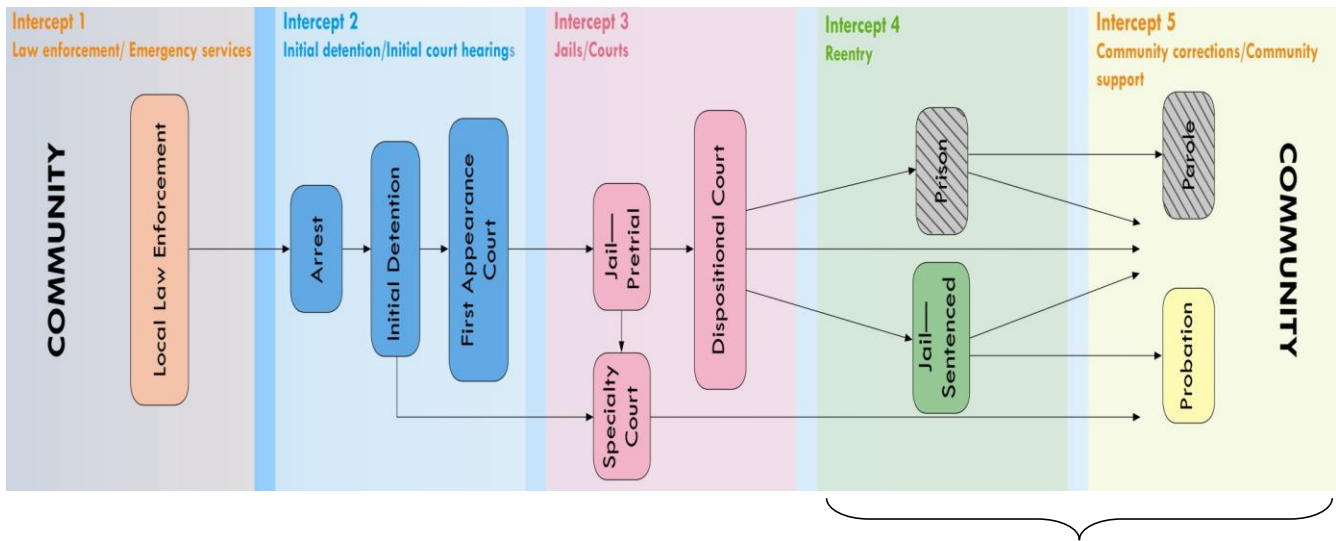 Intercept 1
Law enforcement/ Emergency services
Intercept 2
Initial detention/Initial court hearings
Intercept 3
Jails/Courts
Intercept 4
Reentry
Intercept 5
Community corrections/Community
support
COMMUNITY
Local Law Enforcement
Arrest
Initial Detention
First Appearance
Court
Jail—
Pretrial
Specialty
Court
Dispositional Court
Prison
Jail—
Sentenced
Parole
Probation
COMMUNITY